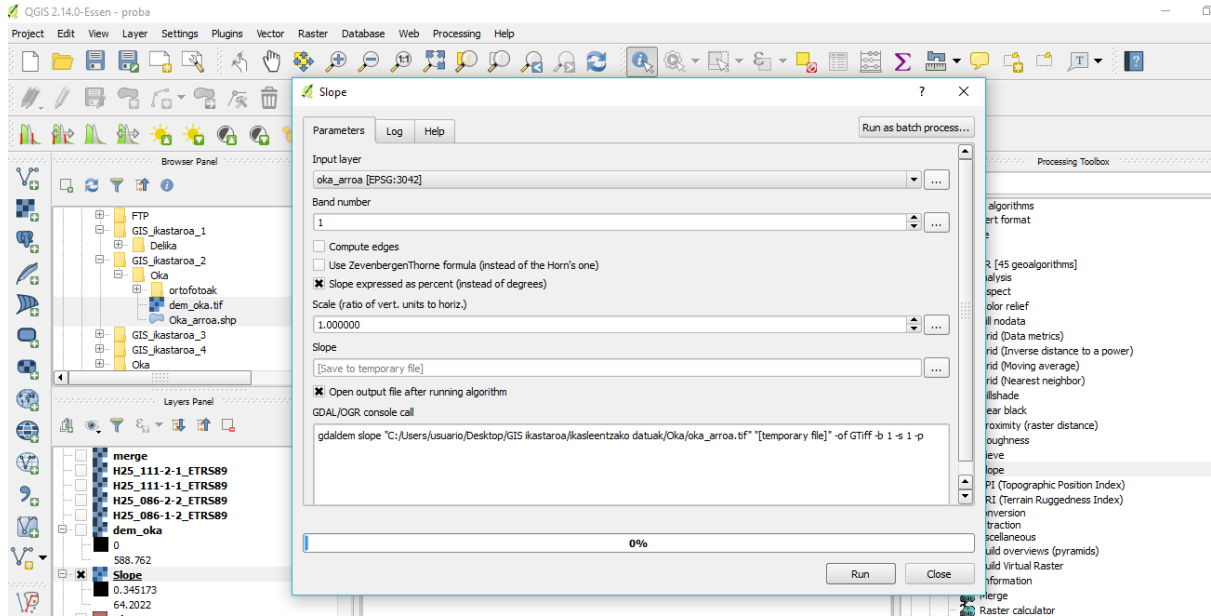 QGIS 2.14.0-Essen - proba
Project Edit View Layer Settings Plugins Vector Raster Database Web Processing Help
1:1
T
?
Browser Panel
FTP
GIS_ikastaroa_1
Delika
GIS_ikastaroa_2
Oka
ortofotoak
dem_oka.tif
Oka_arroa.shp
GIS_ikastaroa_3
GIS_ikastaroa_4
Oka
Layers Panel
merge
H25_111-2-1_ETRS89
H25_111-1-1_ETRS89
H25_086-2-2_ETRS89
H25_086-1-2_ETRS89
dem_oka
0
588.762
Slope
0.345173
64.2022
Slope
?
Parameters Log Help
Run as batch process...
Input layer
oka_arroa [EPSG:3042]
...
Band number
1
...
Compute edges
Use ZevenbergenThorne formula (instead of the Horn's one)
Slope expressed as percent (instead of degrees)
Scale (ratio of vert. units to horiz.)
1.000000
...
Slope
[Save to temporary file]
...
Open output file after running algorithm
GDAL/OGR console call
gdaldem slope "C:/Users/usuario/Desktop/GIS ikastaroa/ikasleentzako datuak/Oka/oka_arroa.tif" "[temporary file]" -of GTiff -b 1 -s 1 -p
0%
Run Close
Processing Toolbox
algorithms
ert format
R [45 geoalgorithms]
alysis
spect
olor relief
ill nodata
rid (Data metrics)
rid (Inverse distance to a power)
rid (Moving average)
rid (Nearest neighbor)
illshade
ear black
roximity (raster distance)
oughness
ieve
lope
PI (Topographic Position Index)
RI (Terrain Ruggedness Index)
nversion
traction
scellaneous
uild overviews (pyramids)
uild Virtual Raster
nformation
Merge
Raster calculator